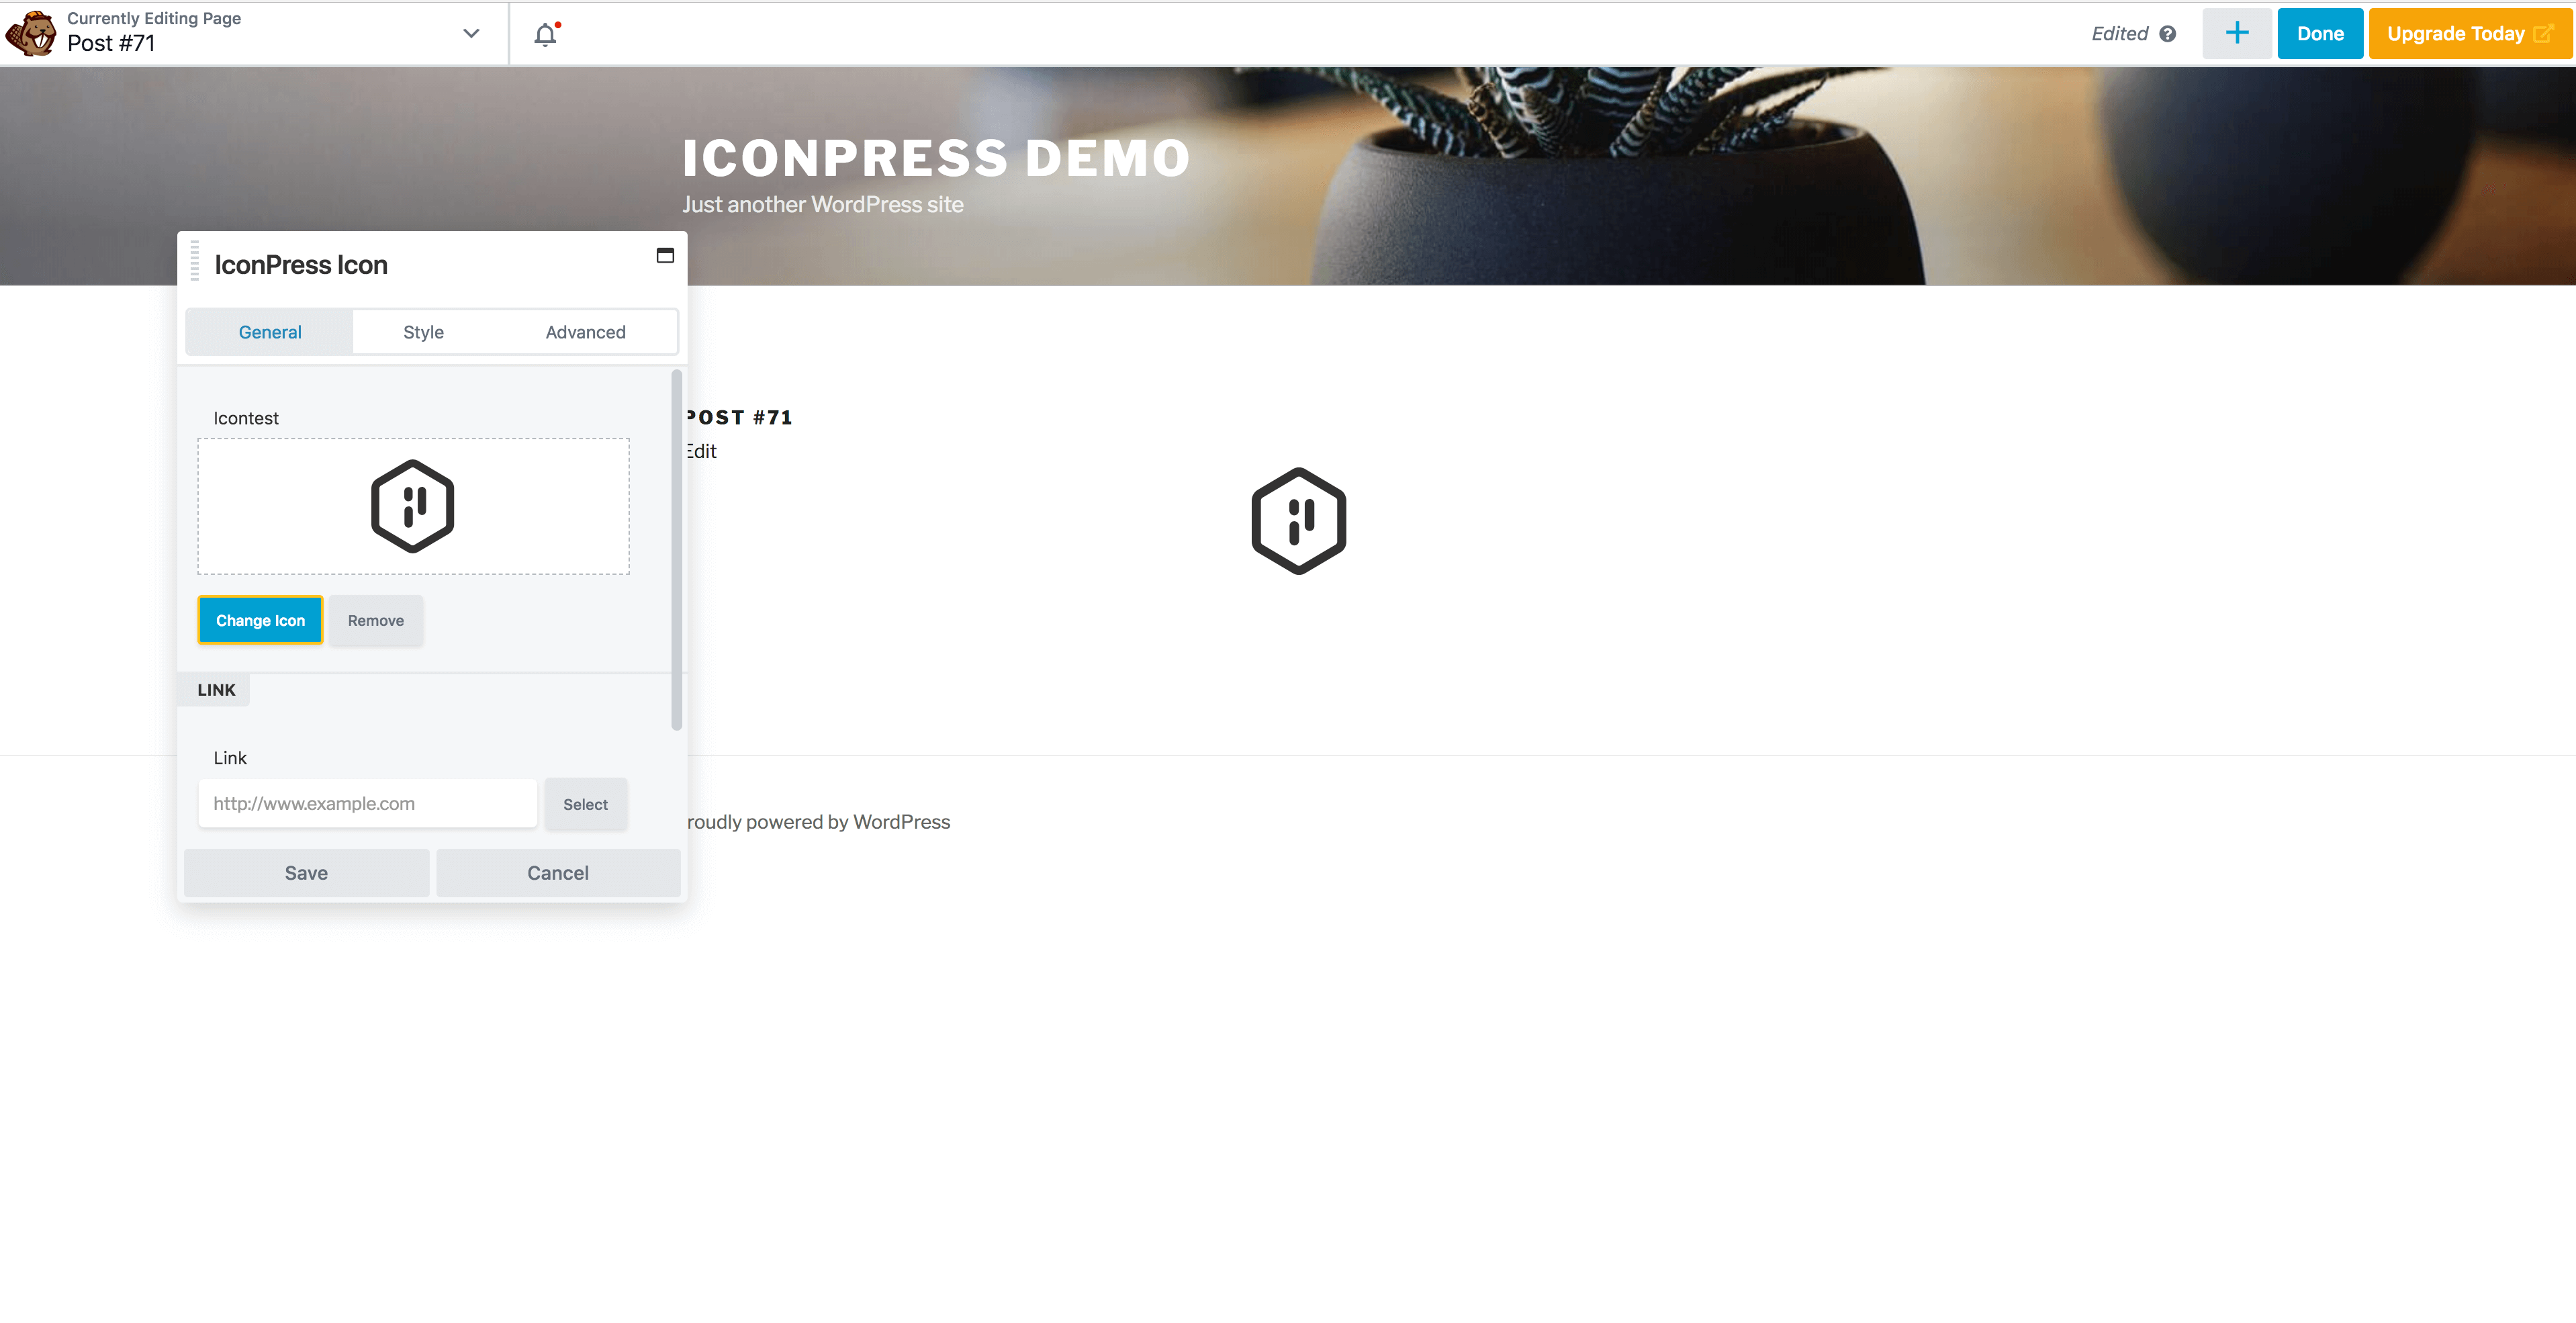 Currently Editing Page
Post #71
Edited
Done
Upgrade Today
ICONPRESS DEMO
Just another WordPress site
IconPress Icon
General
Style
Advanced
Icontest
POST #71
Edit
Change Icon
Remove
LINK
Link
http://www.example.com
Select
roudly powered by WordPress
Save
Cancel